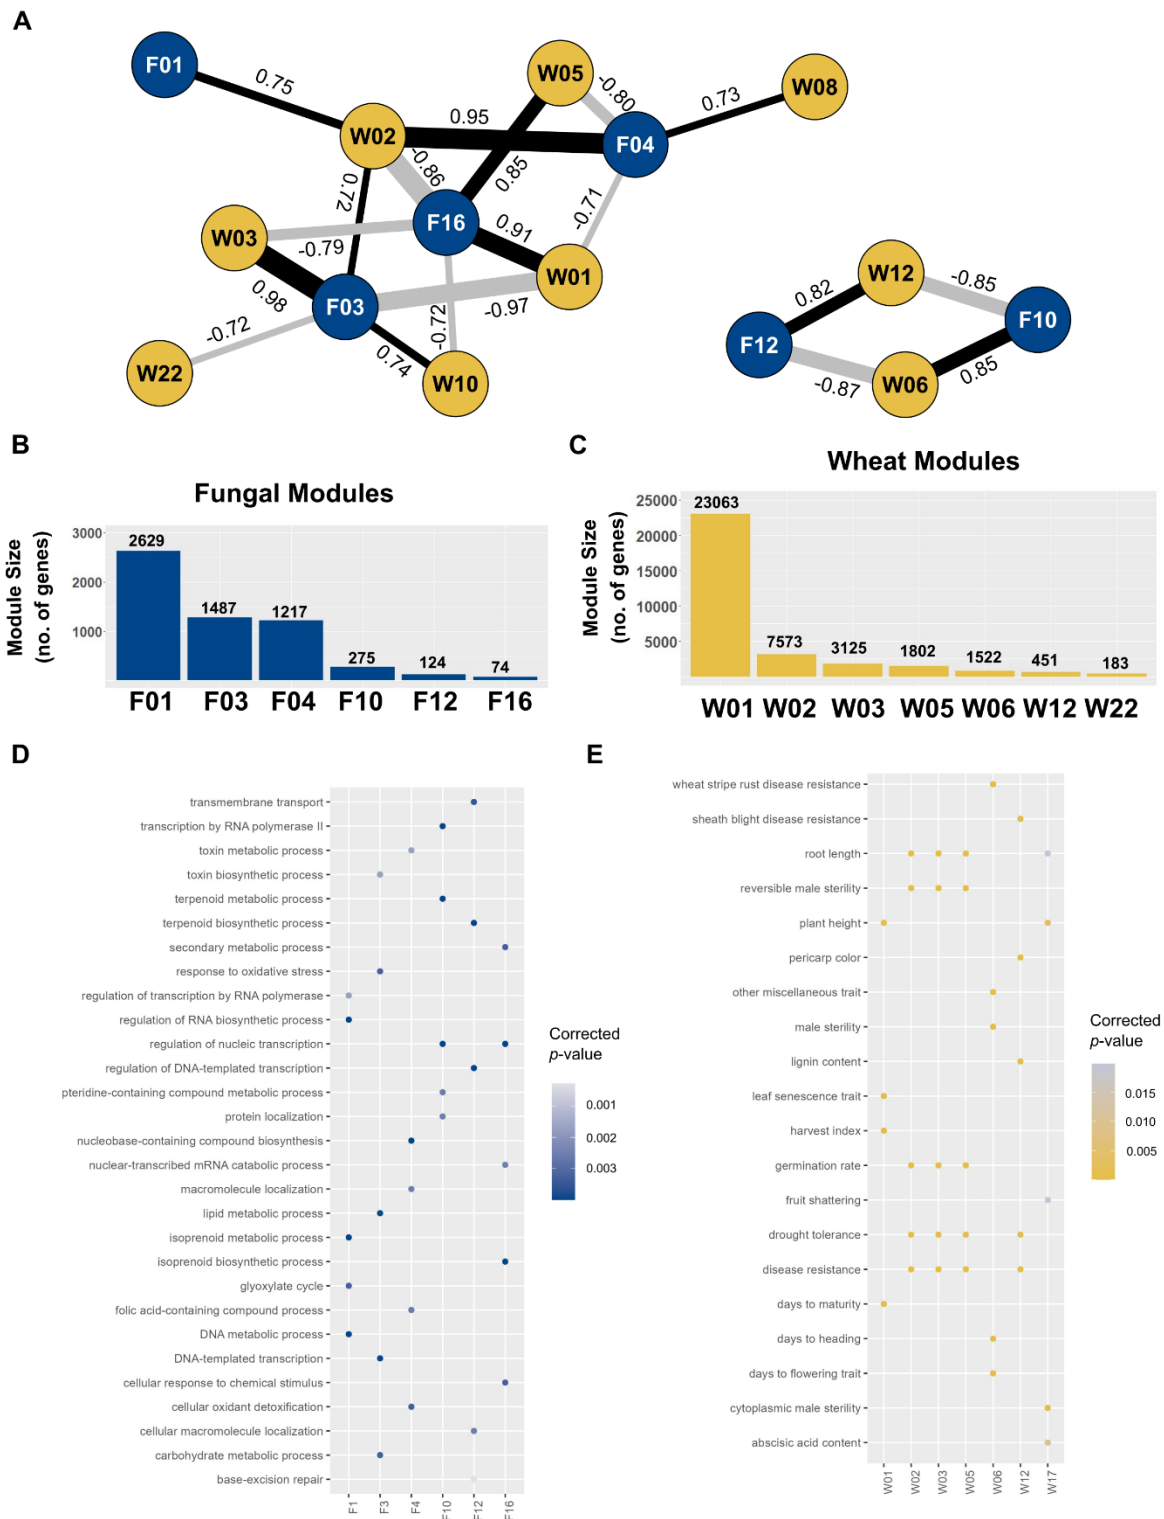 A
F01
W05
W08
0.75
-0.80
0.73
W02
0.95
F04
-0.86
0.85
0.72
-0.71
F16
0.91
W03
-0.79
W01
W12
-0.85
0.98
0.82
F03
-0.97
F10
-0.72
-0.72
F12
0.74
W22
W10
-0.87
W06
0.85
B
Fungal Modules
Module Size
(no. of genes)
3000
2000
1000
2629
1487
1217
275
124
74
F01 F03 F04 F10 F12 F16
C
Wheat Modules
Module Size
(no. of genes)
25000
20000
15000
10000
5000
23063
7573
3125
1802
1522
451
183
W01 W02 W03 W05 W06 W12 W22
D
transmembrane transport
transcription by RNA polymerase II
toxin metabolic process
toxin biosynthetic process
terpenoid metabolic process
terpenoid biosynthetic process
secondary metabolic process
response to oxidative stress
regulation of transcription by RNA polymerase
regulation of RNA biosynthetic process
regulation of nucleic transcription
regulation of DNA-templated transcription
pteridine-containing compound metabolic process
protein localization
nucleobase-containing compound biosynthesis
nuclear-transcribed mRNA catabolic process
macromolecule localization
lipid metabolic process
isoprenoid metabolic process
isoprenoid biosynthetic process
glyoxylate cycle
folic acid-containing compound process
DNA metabolic process
DNA-templated transcription
cellular response to chemical stimulus
cellular oxidant detoxification
cellular macromolecule localization
carbohydrate metabolic process
base-excision repair
F1
F3
F4
F10
F12
F16
Corrected
p-value
0.001
0.002
0.003
E
wheat stripe rust disease resistance
sheath blight disease resistance
root length
reversible male sterility
plant height
pericarp color
other miscellaneous trait
male sterility
lignin content
leaf senescence trait
harvest index
germination rate
fruit shattering
drought tolerance
disease resistance
days to maturity
days to heading
days to flowering trait
cytoplasmic male sterility
abscisic acid content
W01
W02
W03
W05
W06
W12
W17
Corrected
p-value
0.015
0.010
0.005